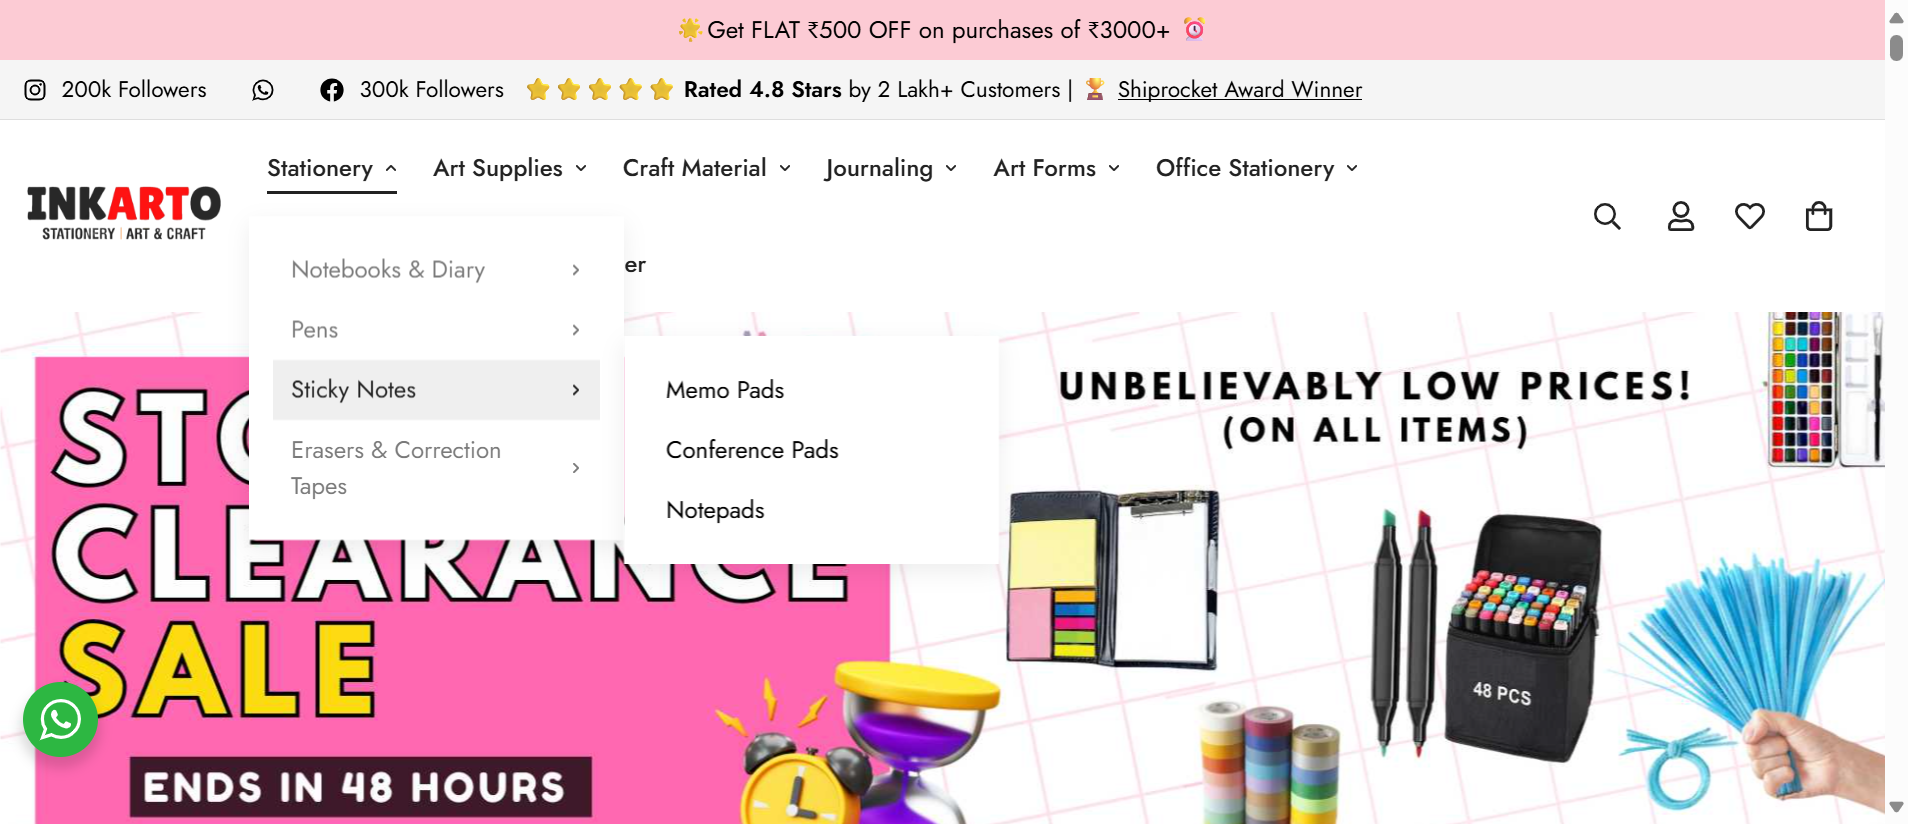 Get FLAT ₹500 OFF on purchases of ₹3000+
200k Followers
300k Followers
Rated 4.8 Stars by 2 Lakh+ Customers |
Shiprocket Award Winner
Stationery
Art Supplies
Craft Material
Journaling
Art Forms
Office Stationery
INKARTO
STATIONERY | ART & CRAFT
Notebooks & Diary
Pens
Sticky Notes
Erasers & Correction
Tapes
Memo Pads
Conference Pads
Notepads
CLEARANCE
SALE
ENDS IN 48 HOURS
UNBELIEVABLY LOW PRICES!
(ON ALL ITEMS)
48 PCS